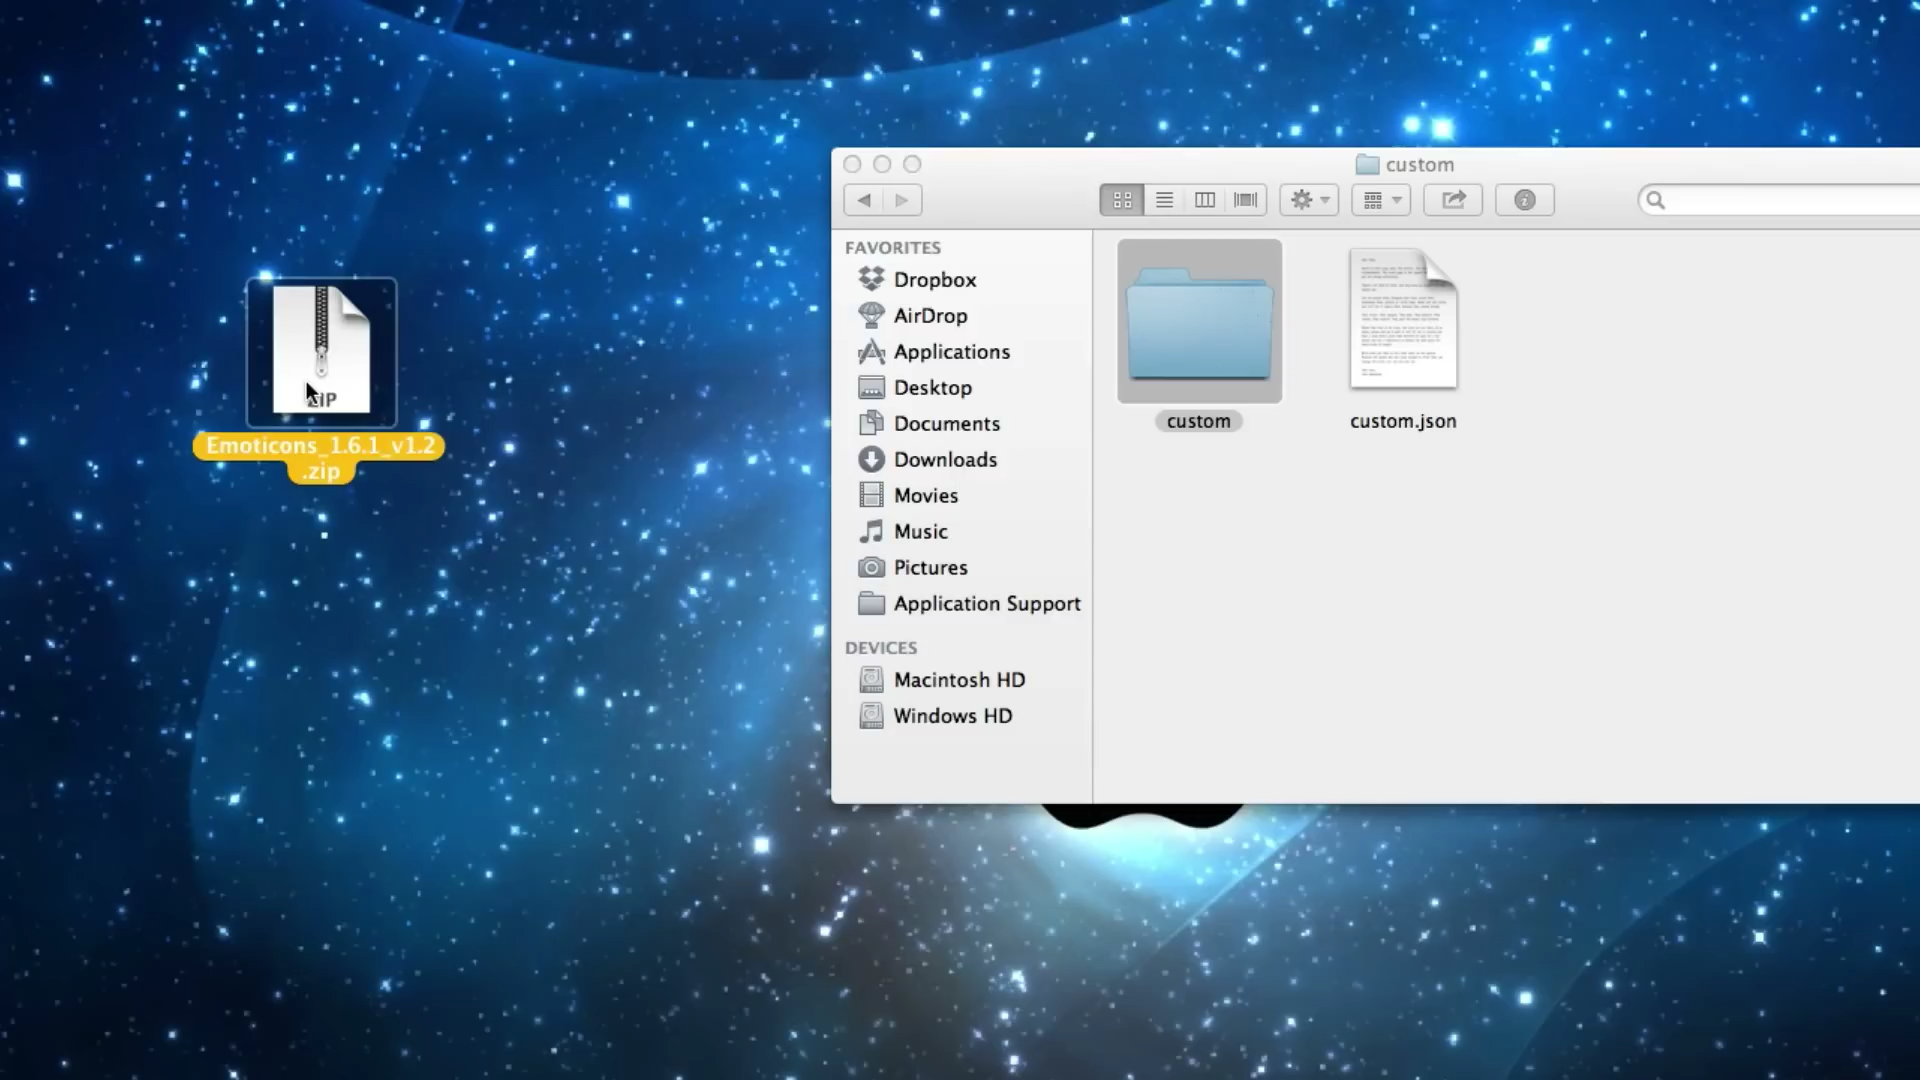 custom
FAVORITES
Dropbox
AirDrop
Applications
Desktop
Documents
Downloads
Movies
Music
Pictures
Application Support
DEVICES
Macintosh HD
Windows HD
custom
custom.json
ZIP
Emoticons_1.6.1_v1.2
.zip